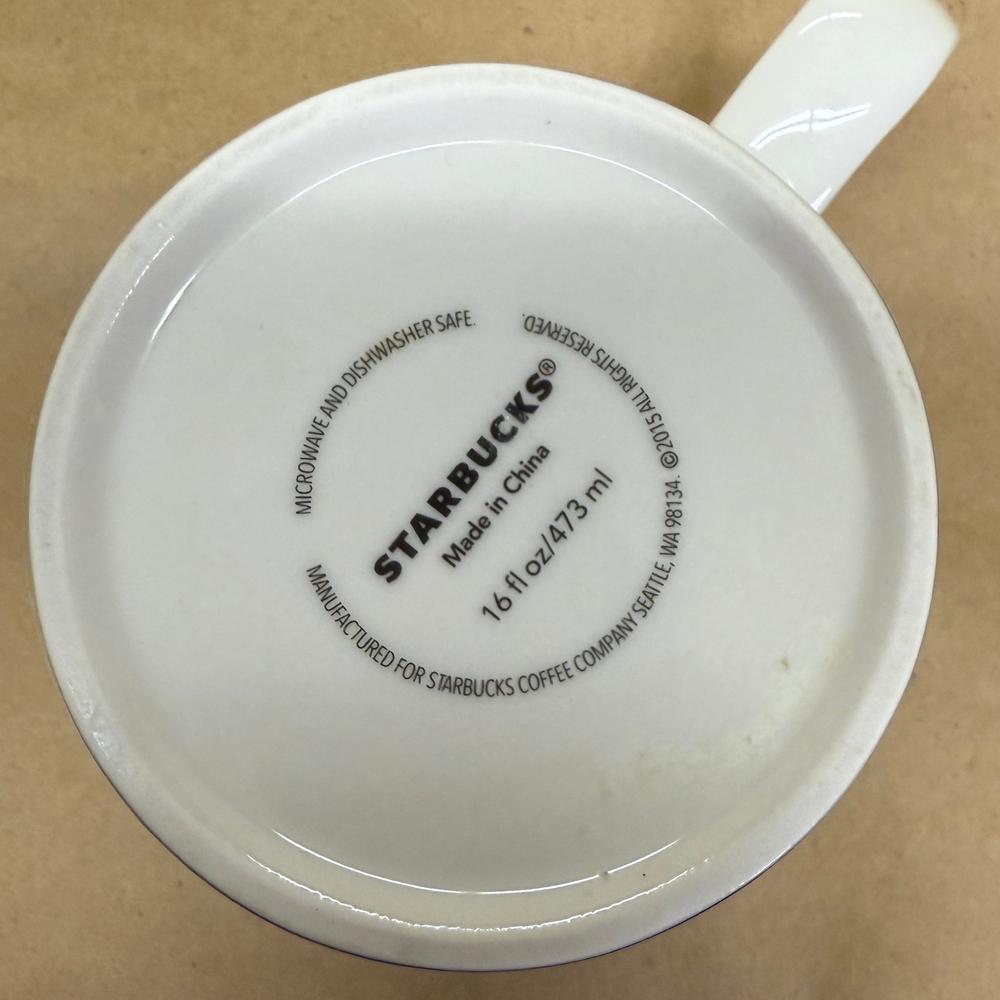 MICROWAVE AND DISHWASHER SAFE.
STARBUCKS®
Made in China
16 fl oz/473 ml
MANUFACTURED FOR STARBUCKS COFFEE COMPANY SEATTLE, WA 98134. ©2015 ALL RIGHTS RESERVED.